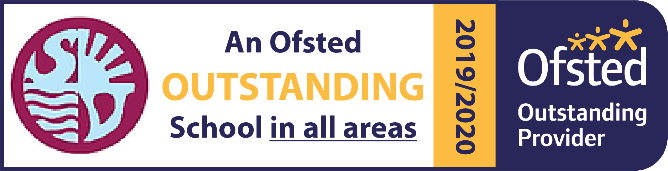 An Ofsted
OUTSTANDING
School in all areas
2019/2020
Ofsted
Outstanding
Provider